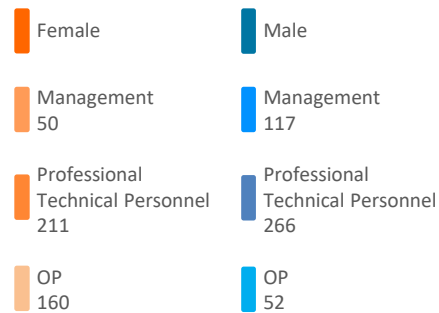 Female
Male
Management
50
Management
117
Professional
Technical Personnel
211
Professional
Technical Personnel
266
OP
160
OP
52